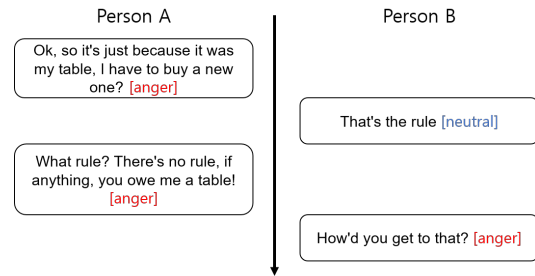 Person A
Person B
Ok, so it's just because it was
my table, I have to buy a new
one? [anger]
That's the rule [neutral]
What rule? There's no rule, if
anything, you owe me a table!
[anger]
How'd you get to that? [anger]